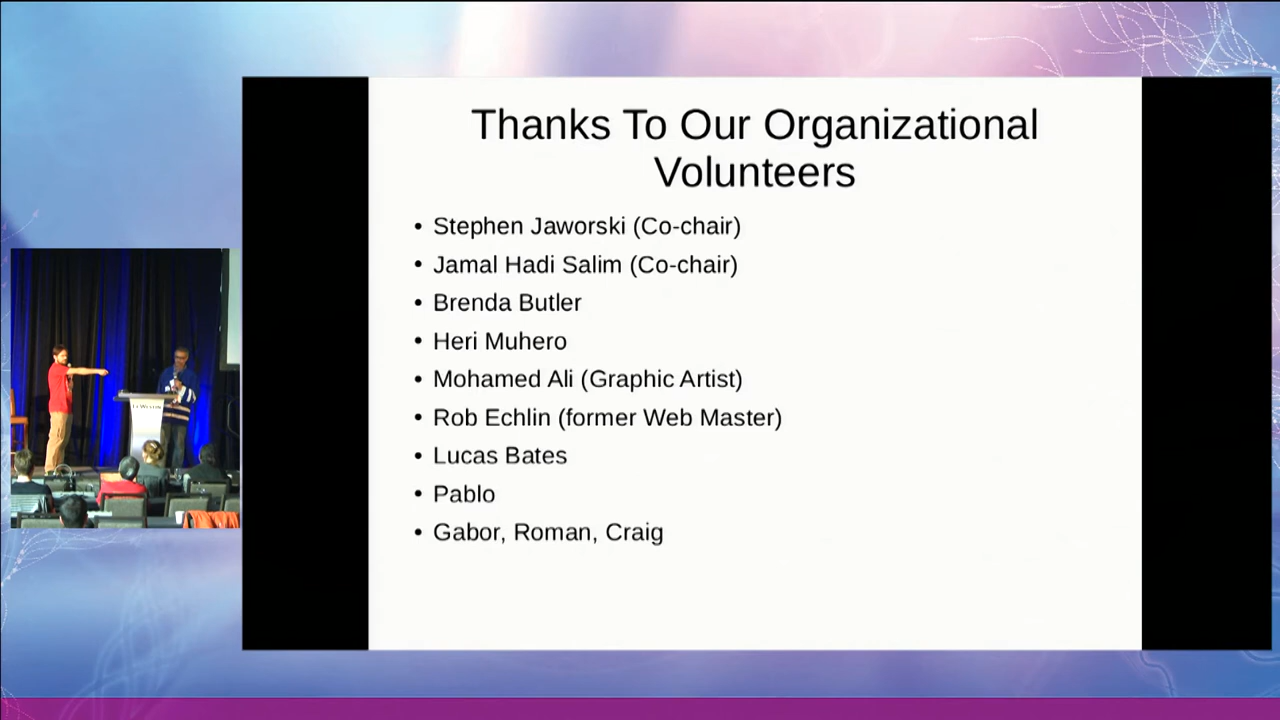 Thanks To Our Organizational
Volunteers
• Stephen Jaworski (Co-chair)
• Jamal Hadi Salim (Co-chair)
• Brenda Butler
• Heri Muhero
• Mohamed Ali (Graphic Artist)
• Rob Echlin (former Web Master)
• Lucas Bates
• Pablo
• Gabor, Roman, Craig